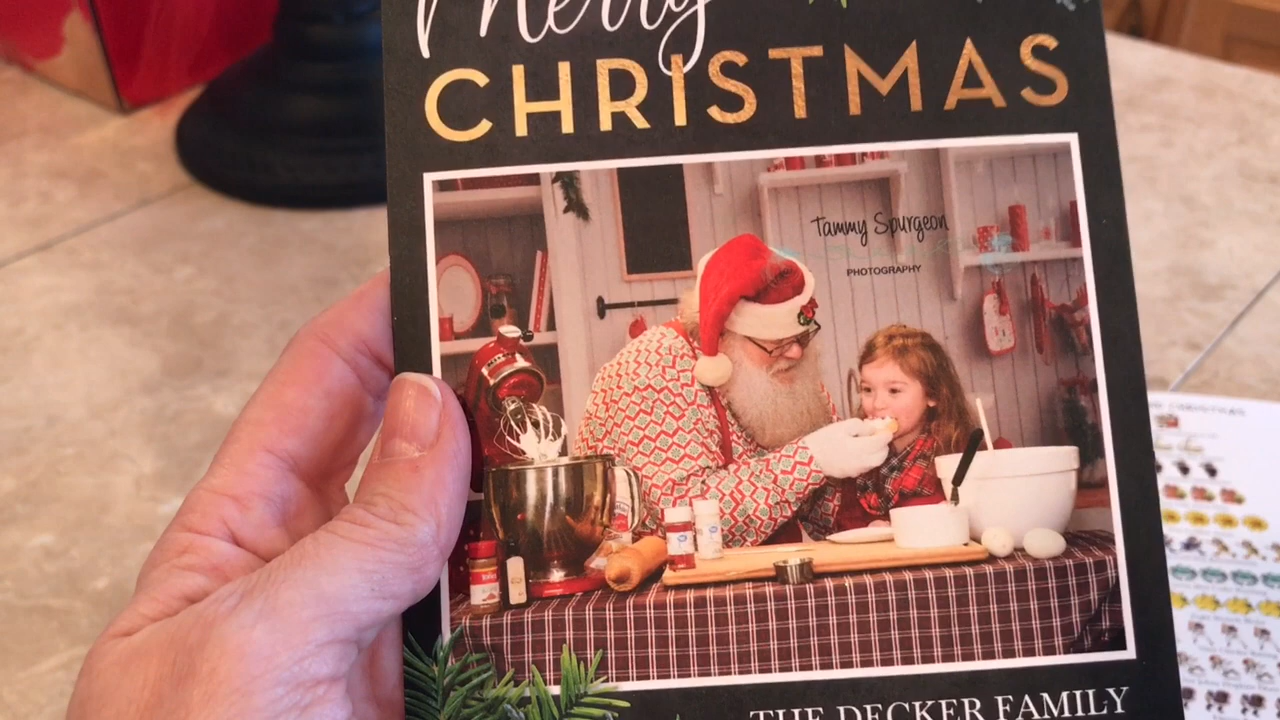 Merry
CHRISTMAS
Tammy Spurgeon
PHOTOGRAPHY
THE DECKER FAMILY